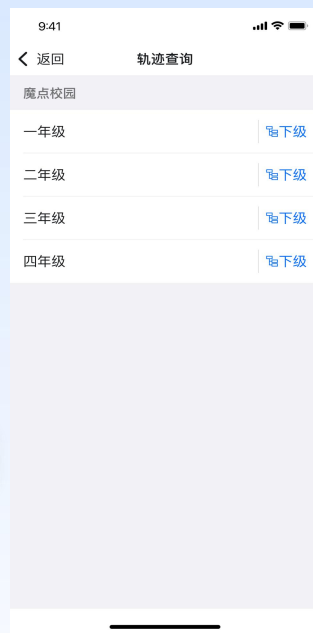 9:41
返回 轨迹查询
魔点校园
一年级 下级
二年级 下级
三年级 下级
四年级 下级